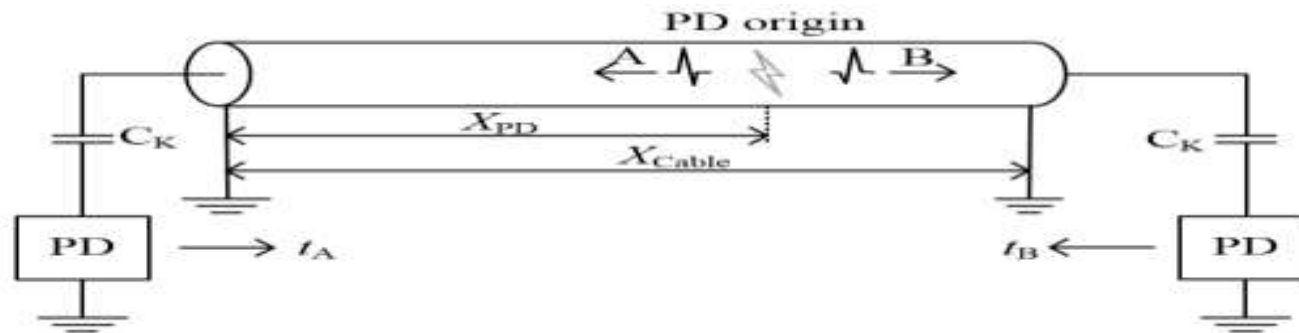 PD origin
A B
X_PD
C_K
X_Cable
C_K
PD
t_A
t_B
PD